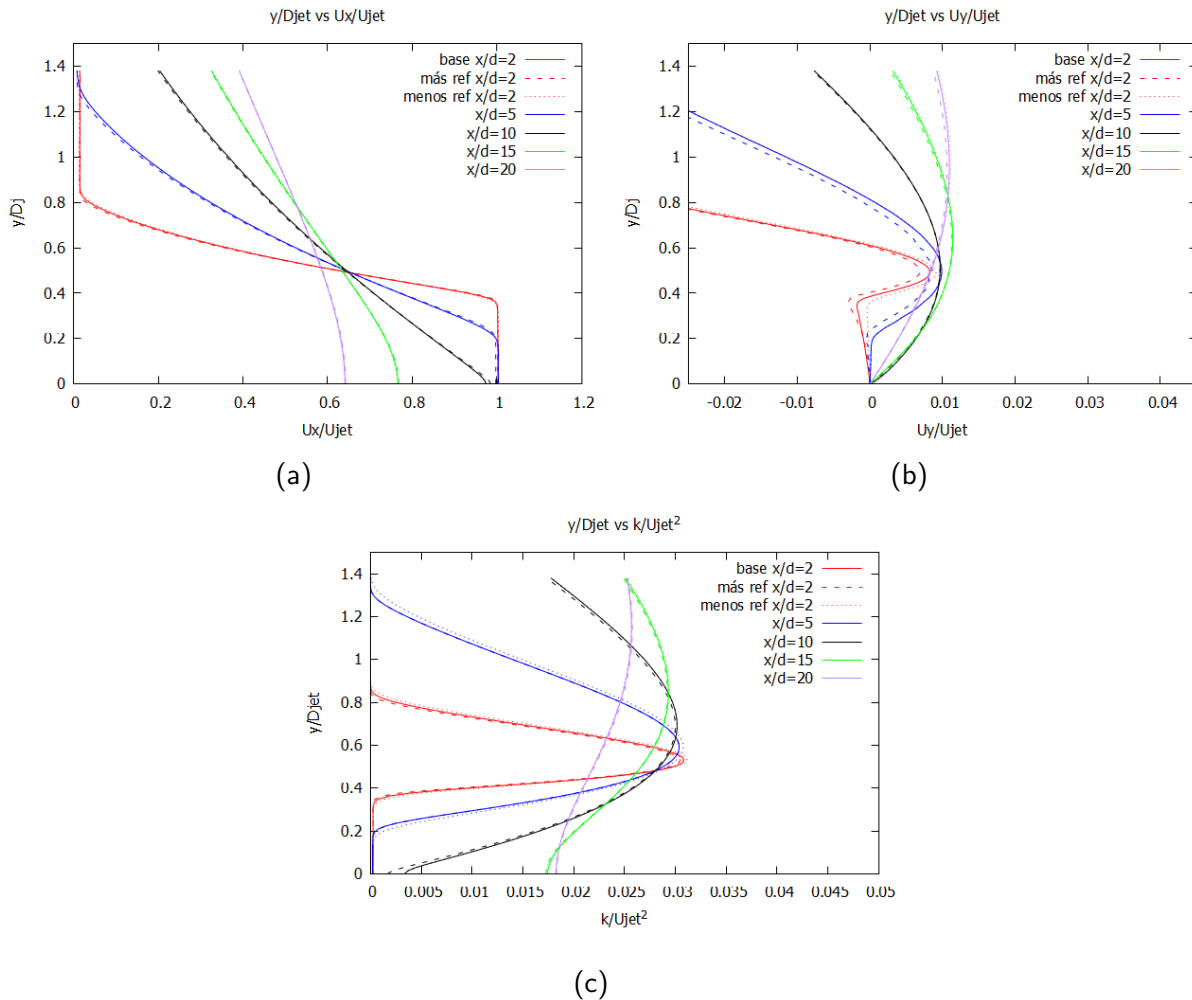 y/Djet vs Ux/Ujet
1.4
1.2
1
0.8
0.6
0.4
0.2
0
y/Dj
base x/d=2
más ref x/d=2
menos ref x/d=2
x/d=5
x/d=10
x/d=15
x/d=20
0 0.2 0.4 0.6 0.8 1 1.2
Ux/Ujet
(a)
y/Djet vs Uy/Ujet
1.4
1.2
1
0.8
0.6
0.4
0.2
0
y/Dj
base x/d=2
más ref x/d=2
menos ref x/d=2
x/d=5
x/d=10
x/d=15
x/d=20
-0.02 -0.01 0 0.01 0.02 0.03 0.04
Uy/Ujet
(b)
y/Djet vs k/Ujet²
1.4
1.2
1
0.8
0.6
0.4
0.2
0
y/Djet
base x/d=2
más ref x/d=2
menos ref x/d=2
x/d=5
x/d=10
x/d=15
x/d=20
0 0.005 0.01 0.015 0.02 0.025 0.03 0.035 0.04 0.045 0.05
k/Ujet²
(c)